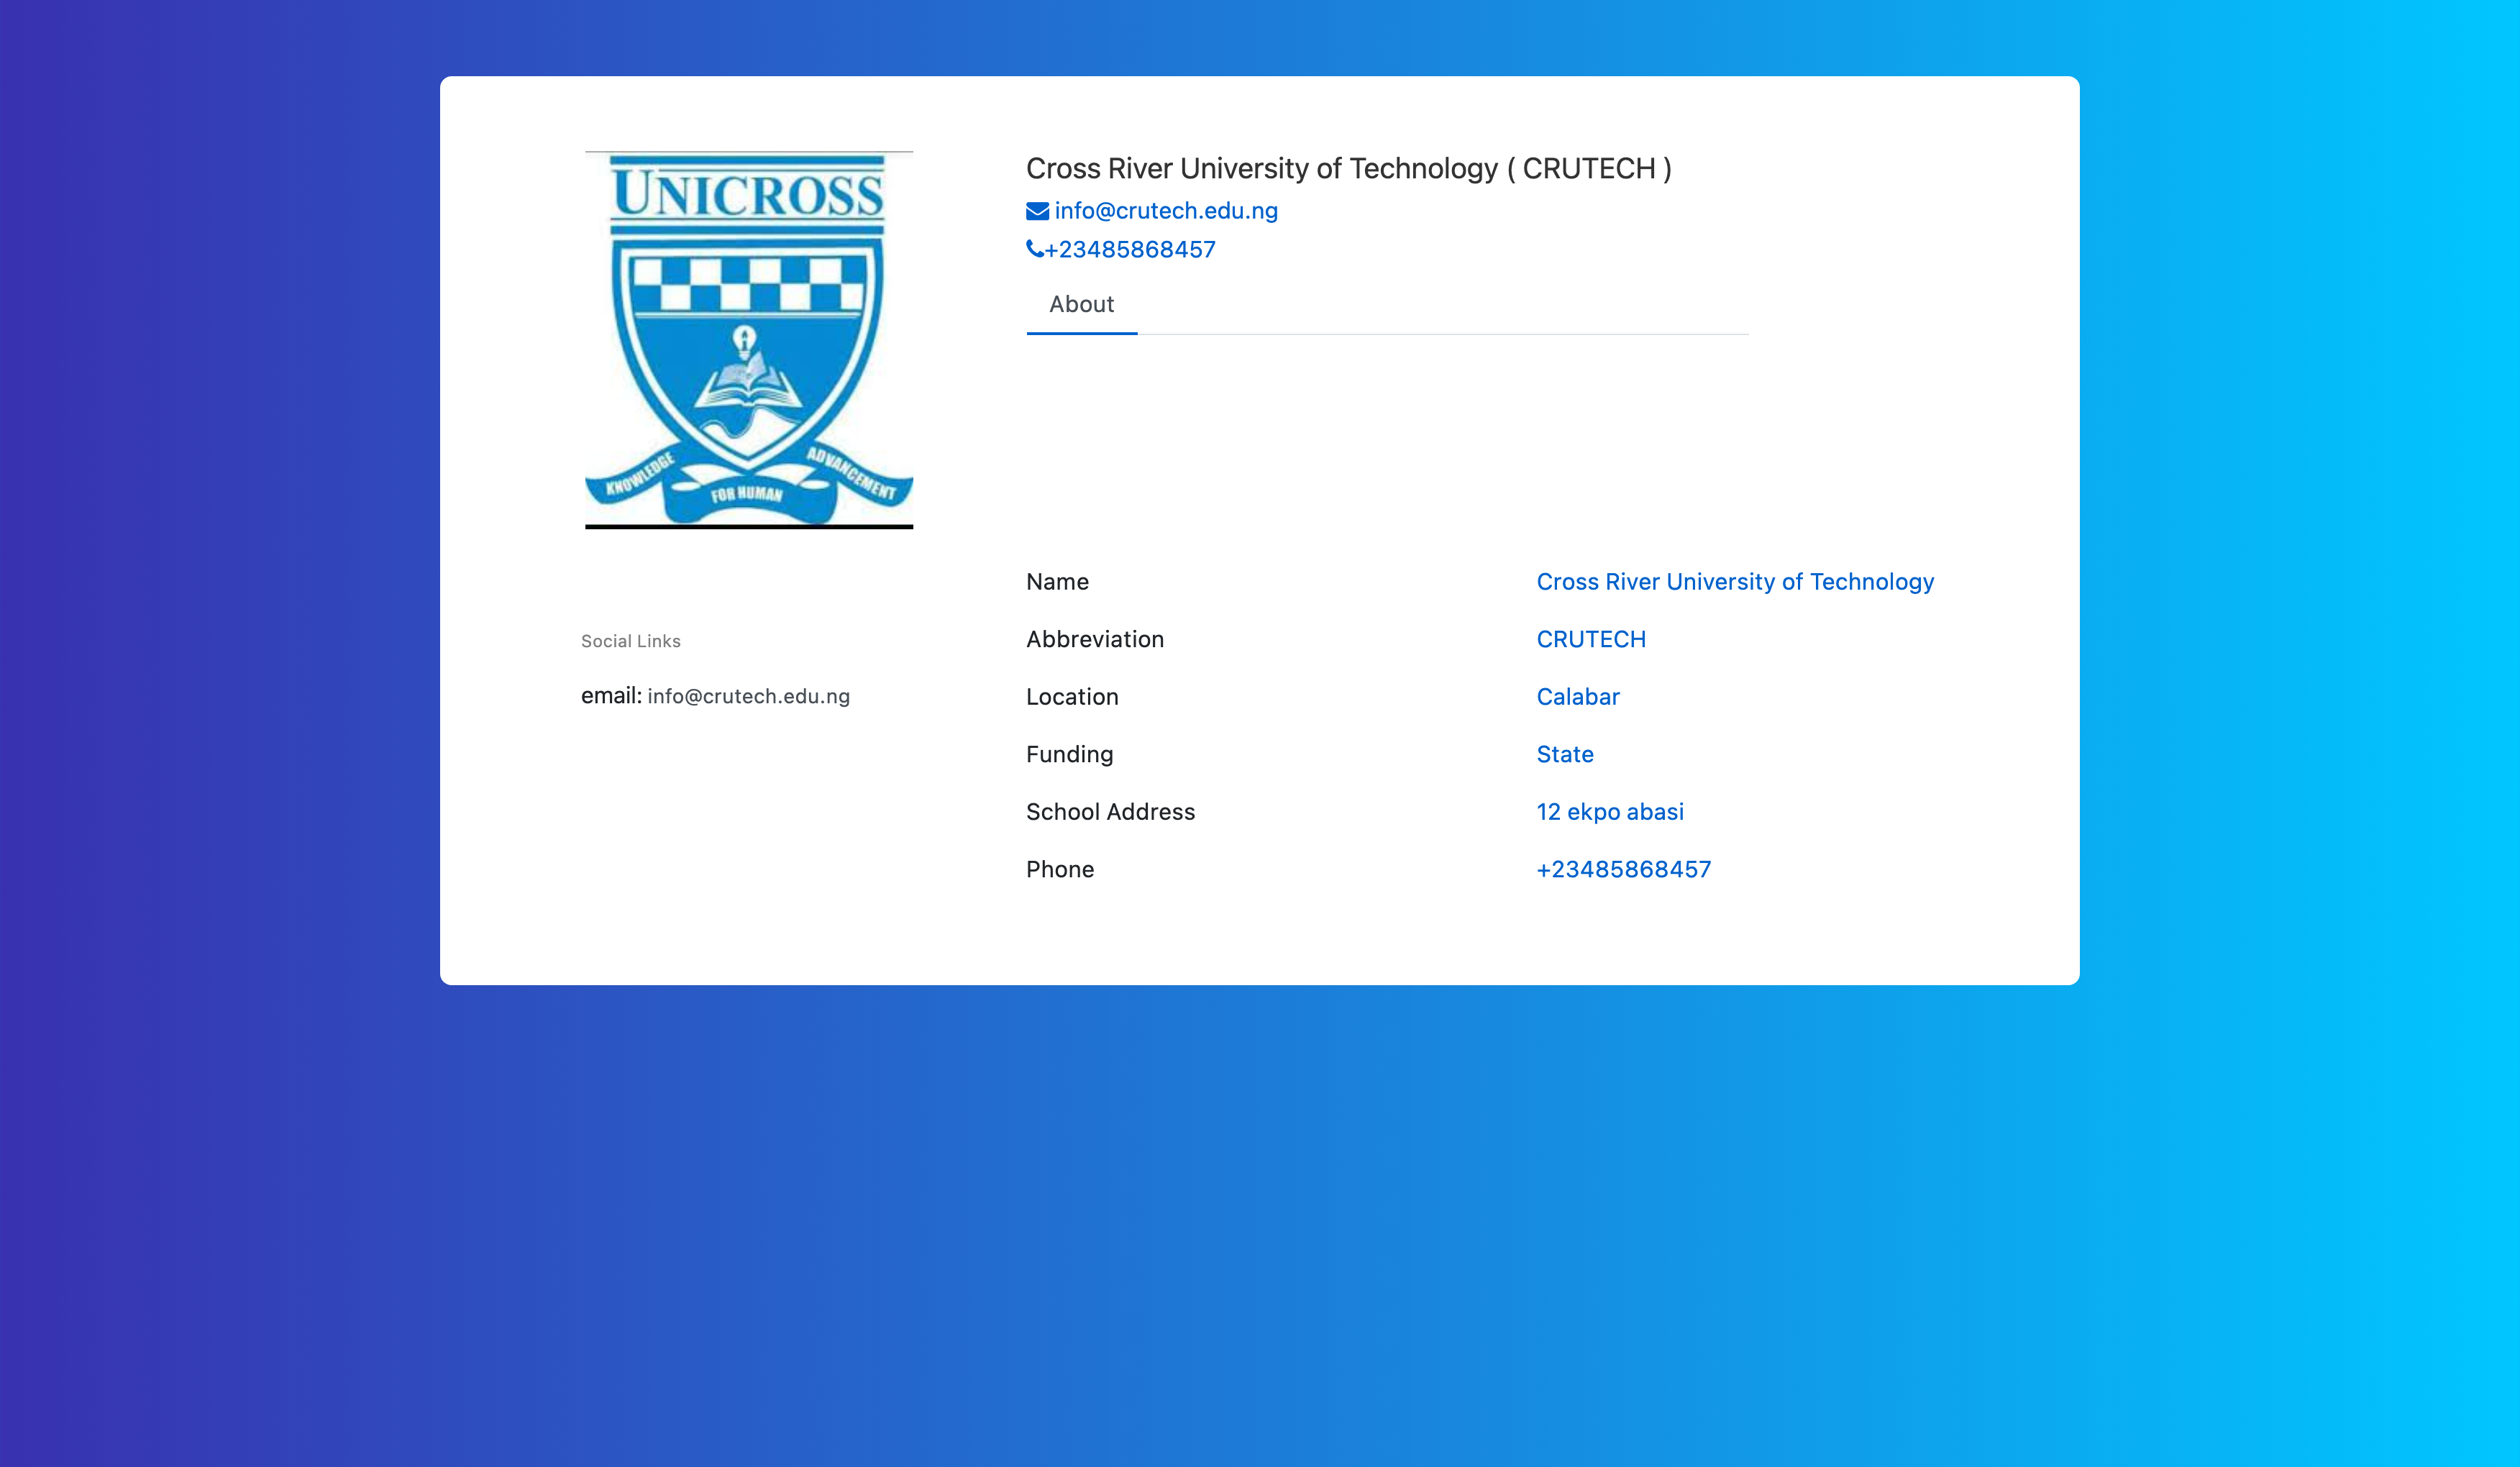 UNICROSS
KNOWLEDGE
FOR HUMAN
ADVANCEMENT
Cross River University of Technology ( CRUTECH )
info@crutech.edu.ng
+23485868457
About
Social Links
email: info@crutech.edu.ng
Name Cross River University of Technology
Abbreviation CRUTECH
Location Calabar
Funding State
School Address 12 ekpo abasi
Phone +23485868457